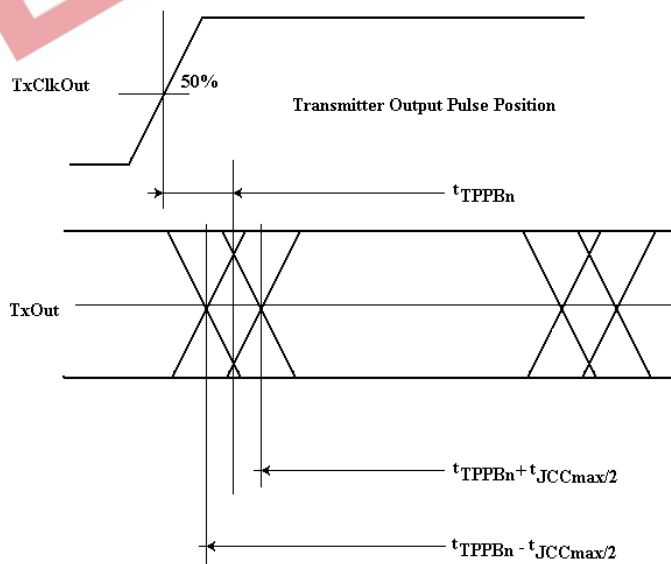 TxClkOut
50%
Transmitter Output Pulse Position
tTPPBn
TxOut
tTPPBn+tJCCmax/2
tTPPBn - tJCCmax/2